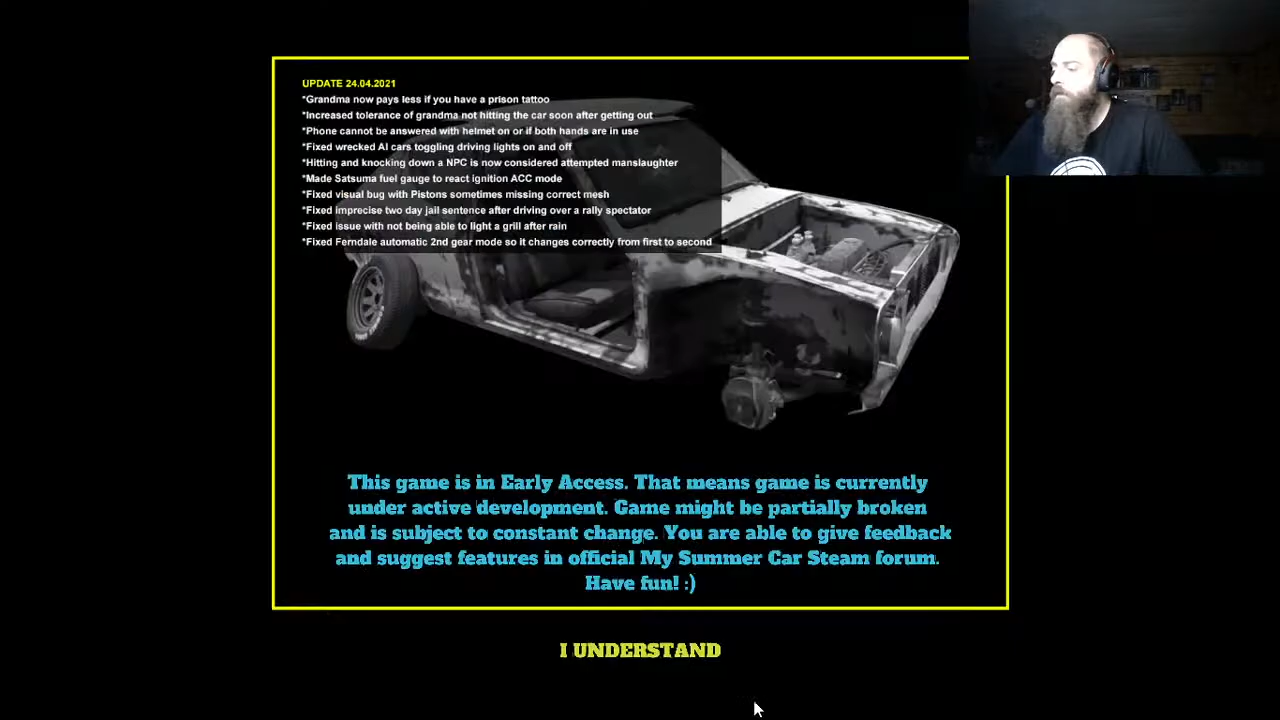 UPDATE 24.04.2021
*Grandma now pays less if you have a prison tattoo
*Increased tolerance of grandma not hitting the car soon after getting out
*Phone cannot be answered with helmet on or if both hands are in use
*Fixed wrecked AI cars toggling driving lights on and off
*Hitting and knocking down a NPC is now considered attempted manslaughter
*Made Satsuma fuel gauge to react ignition ACC mode
*Fixed visual bug with Pistons sometimes missing correct mesh
*Fixed imprecise two day jail sentence after driving over a rally spectator
*Fixed issue with not being able to light a grill after rain
*Fixed Ferndale automatic 2nd gear mode so it changes correctly from first to second
This game is in Early Access. That means game is currently
under active development. Game might be partially broken
and is subject to constant change. You are able to give feedback
and suggest features in official My Summer Car Steam forum.
Have fun! :)
I UNDERSTAND